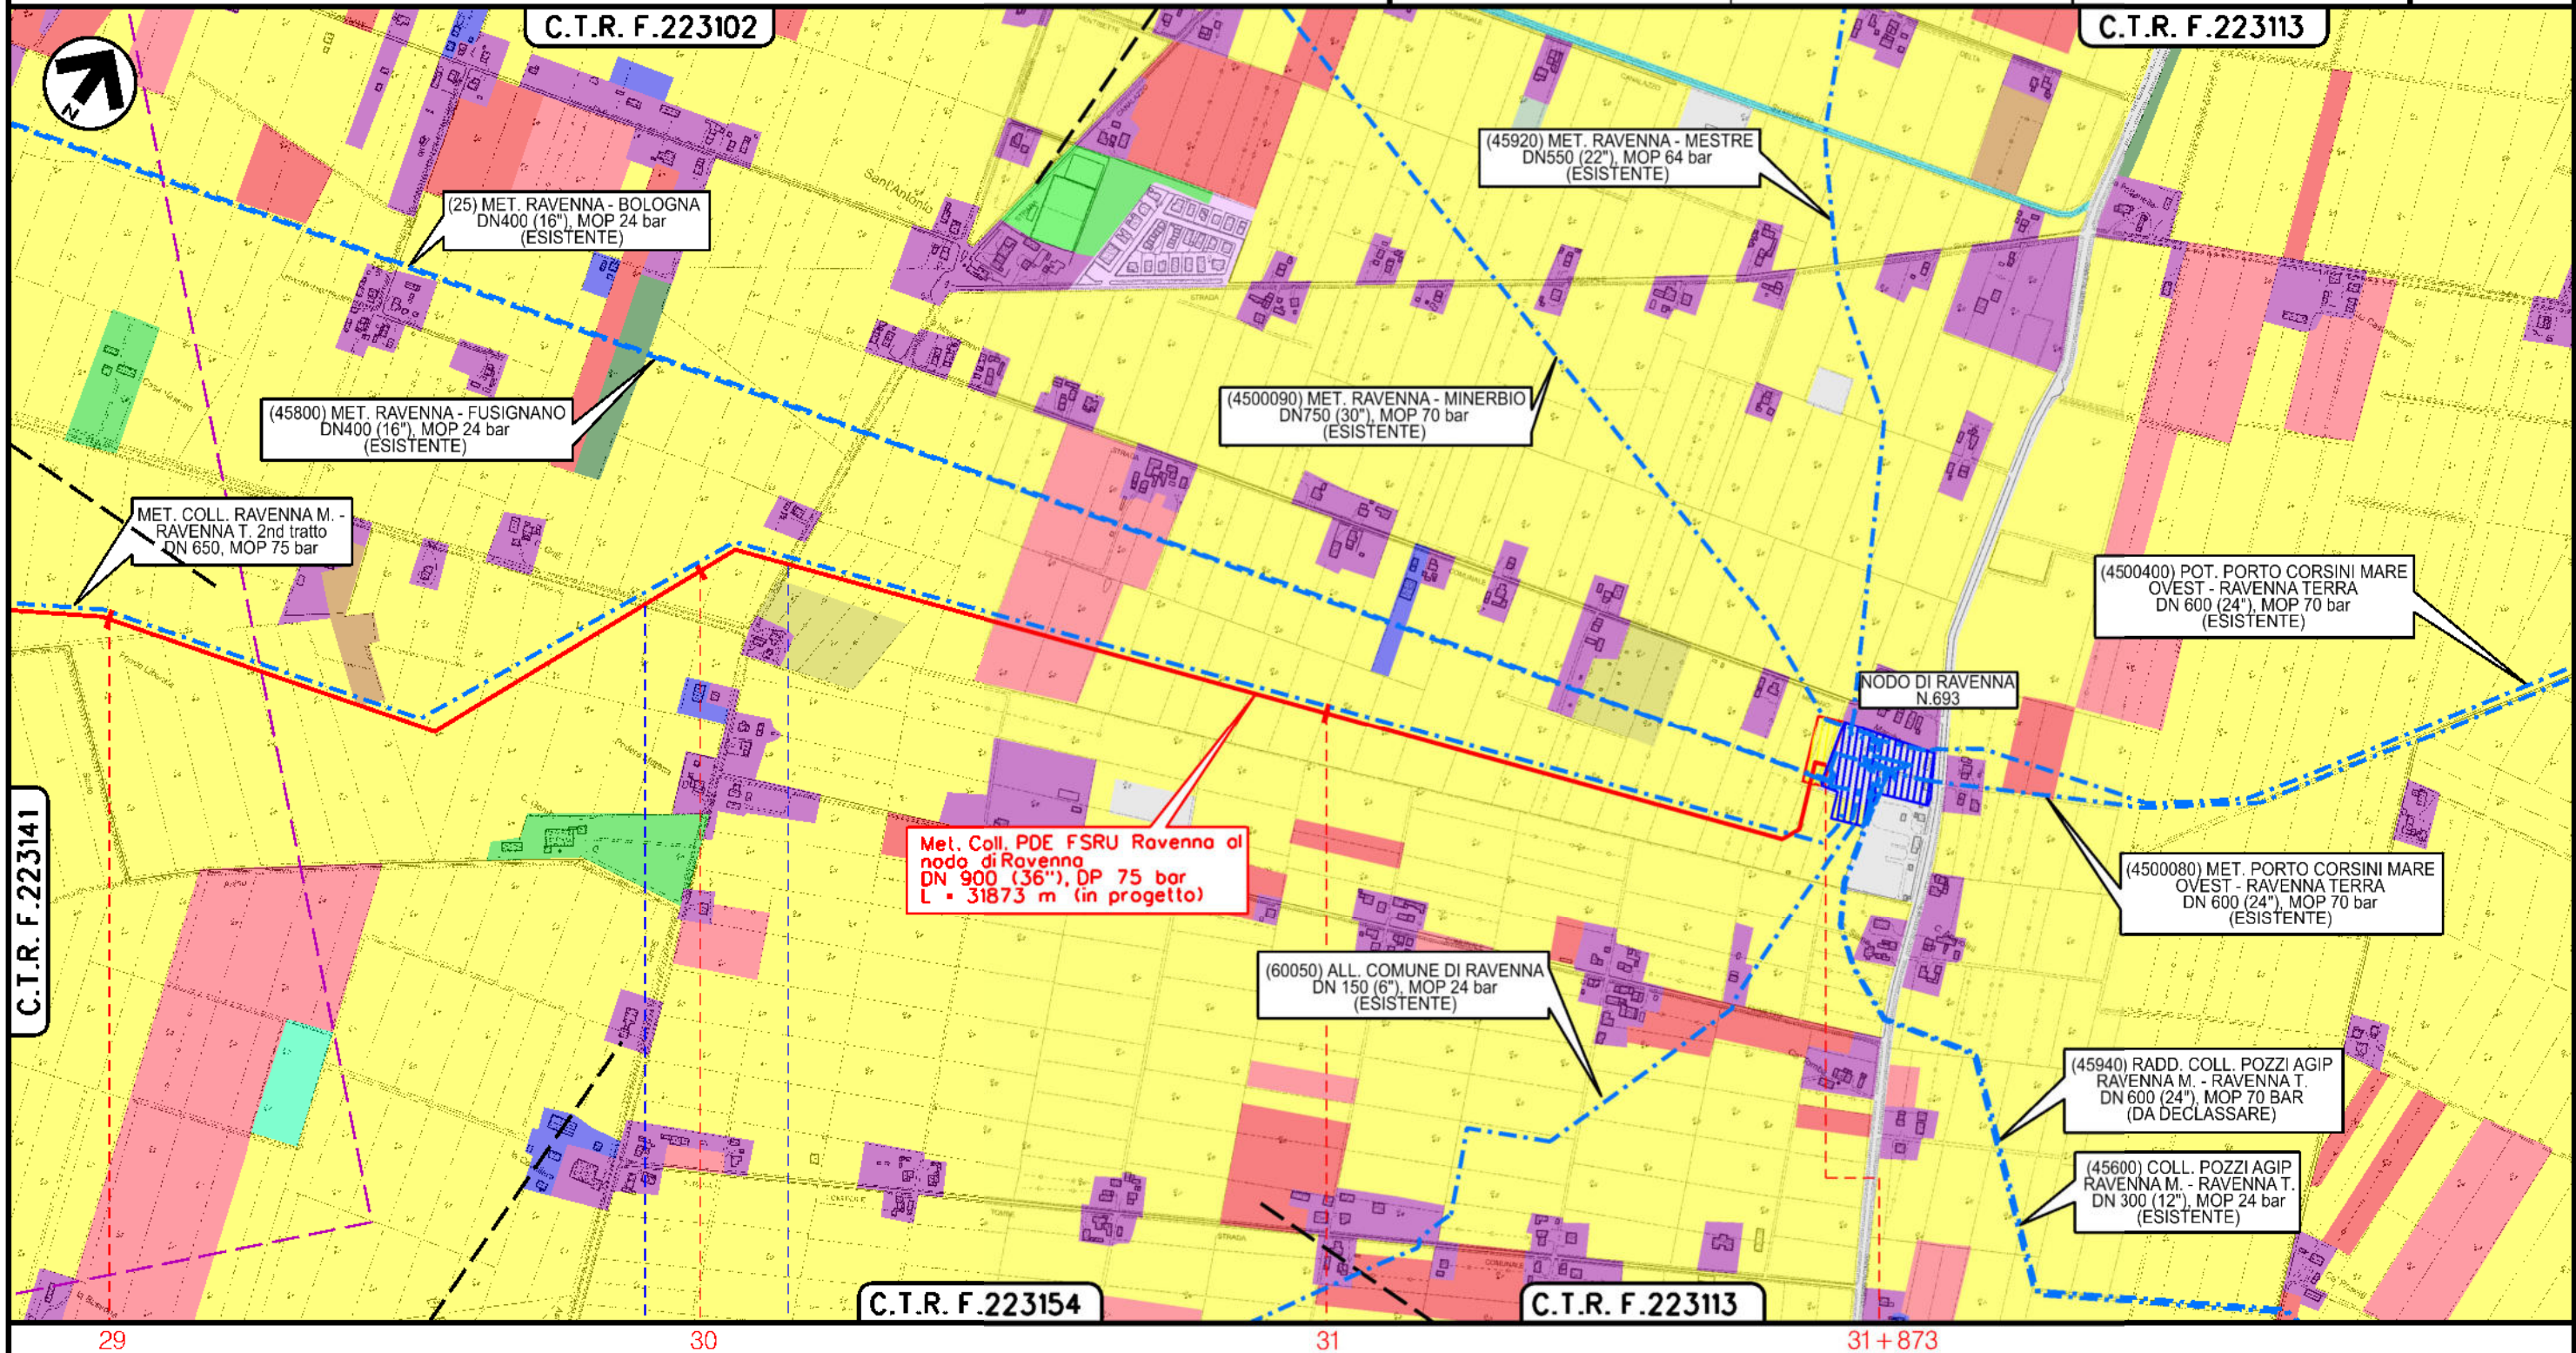 C.T.R. F.223102
C.T.R. F.223113
N
Sant'Antonio
(45920) MET. RAVENNA - MESTRE
DN550 (22"), MOP 64 bar
(ESISTENTE)
(25) MET. RAVENNA - BOLOGNA
DN400 (16"), MOP 24 bar
(ESISTENTE)
STRADA
(4500090) MET. RAVENNA - MINERBIO
DN750 (30"), MOP 70 bar
(ESISTENTE)
(45800) MET. RAVENNA - FUSIGNANO
DN400 (16"), MOP 24 bar
(ESISTENTE)
STRADA
MET. COLL. RAVENNA M. -
RAVENNA T. 2nd tratto
DN 650, MOP 75 bar
COMUNALE
(4500400) POT. PORTO CORSINI MARE
OVEST - RAVENNA TERRA
DN 600 (24"), MOP 70 bar
(ESISTENTE)
NODO DI RAVENNA
N.693
C.T.R. F.223141
Met. Coll. PDE FSRU Ravenna al
nodo di Ravenna
DN 900 (36"), DP 75 bar
L = 31873 m (in progetto)
(4500080) MET. PORTO CORSINI MARE
OVEST - RAVENNA TERRA
DN 600 (24"), MOP 70 bar
(ESISTENTE)
(60050) ALL. COMUNE DI RAVENNA
DN 150 (6"), MOP 24 bar
(ESISTENTE)
(45940) RADD. COLL. POZZI AGIP
RAVENNA M. - RAVENNA T.
DN 600 (24"), MOP 70 BAR
(DA DECLASSARE)
(45600) COLL. POZZI AGIP
RAVENNA M. - RAVENNA T.
DN 300 (12"), MOP 24 bar
(ESISTENTE)
STRADA
COMUNALE
C.T.R. F.223154
C.T.R. F.223113
29
30
31
31+873